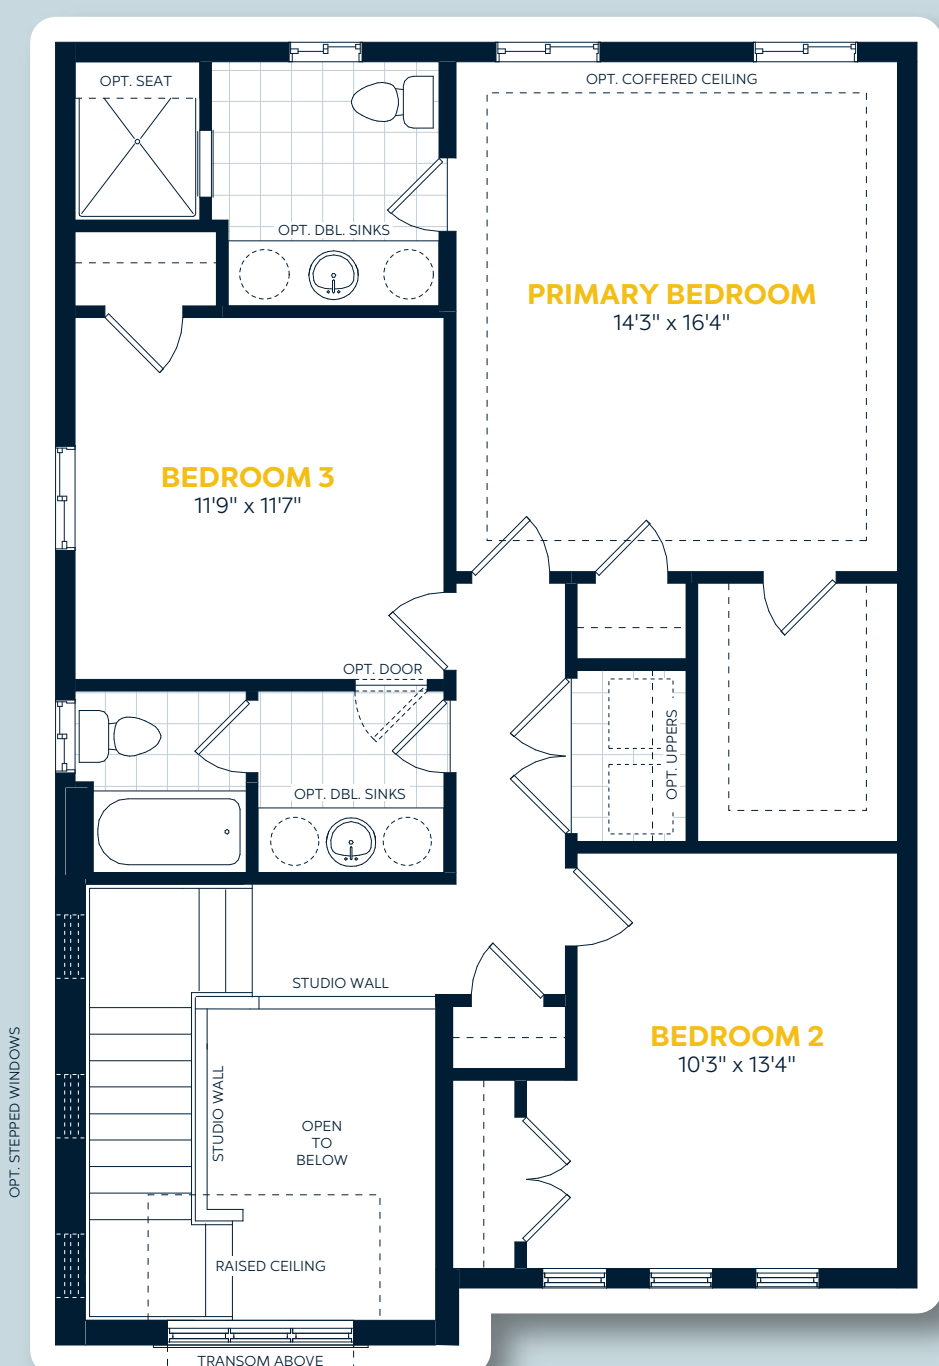 OPT. SEAT
OPT. COFFERED CEILING
OPT. DBL. SINKS
PRIMARY BEDROOM
14'3" x 16'4"
BEDROOM 3
11'9" x 11'7"
OPT. DOOR
OPT. UPPERS
OPT. DBL. SINKS
STUDIO WALL
BEDROOM 2
10'3" x 13'4"
OPT. STEPPED WINDOWS
STUDIO WALL
OPEN
TO
BELOW
RAISED CEILING
TRANSOM ABOVE